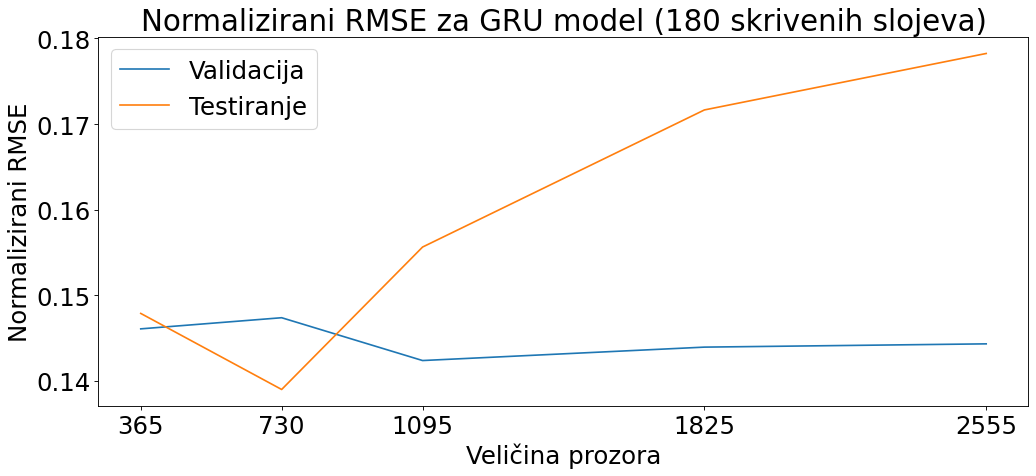 Normalizirani RMSE za GRU model (180 skrivenih slojeva)
Validacija
Testiranje
Normalizirani RMSE
0.18
0.17
0.16
0.15
0.14
365 730 1095 1825 2555
Veličina prozora